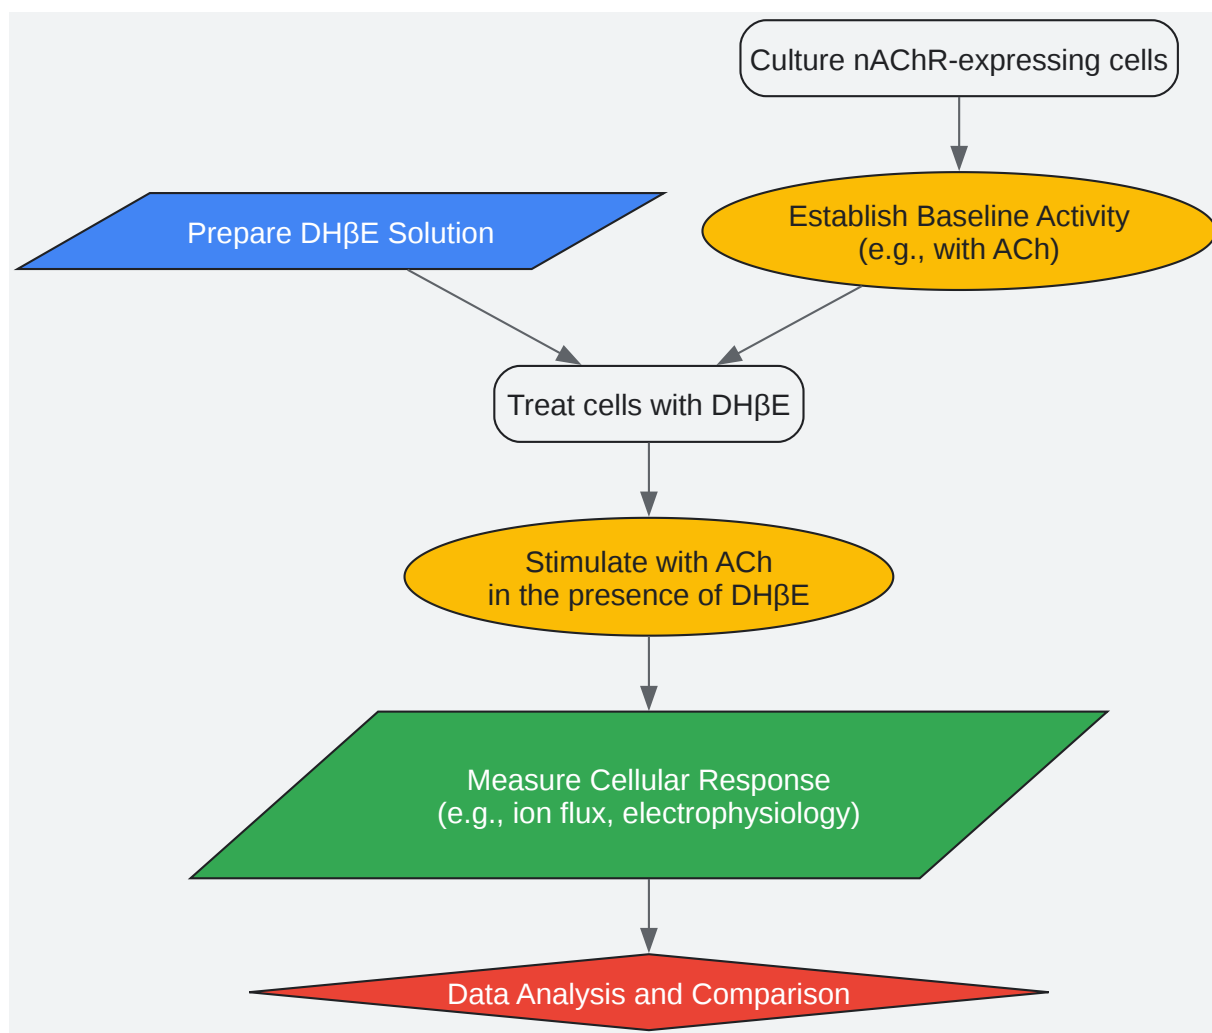 Culture nAChR-expressing cells
Prepare DHβE Solution
Establish Baseline Activity
(e.g., with ACh)
Treat cells with DHβE
Stimulate with ACh
in the presence of DHβE
Measure Cellular Response
(e.g., ion flux, electrophysiology)
Data Analysis and Comparison